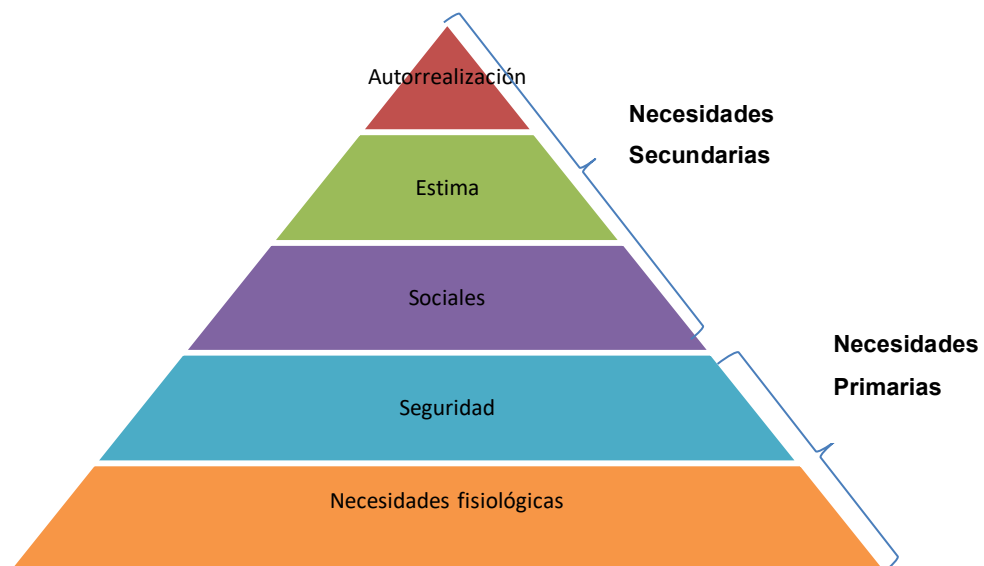 Autorrealización
Necesidades
Secundarias
Estima
Sociales
Necesidades
Primarias
Seguridad
Necesidades fisiológicas